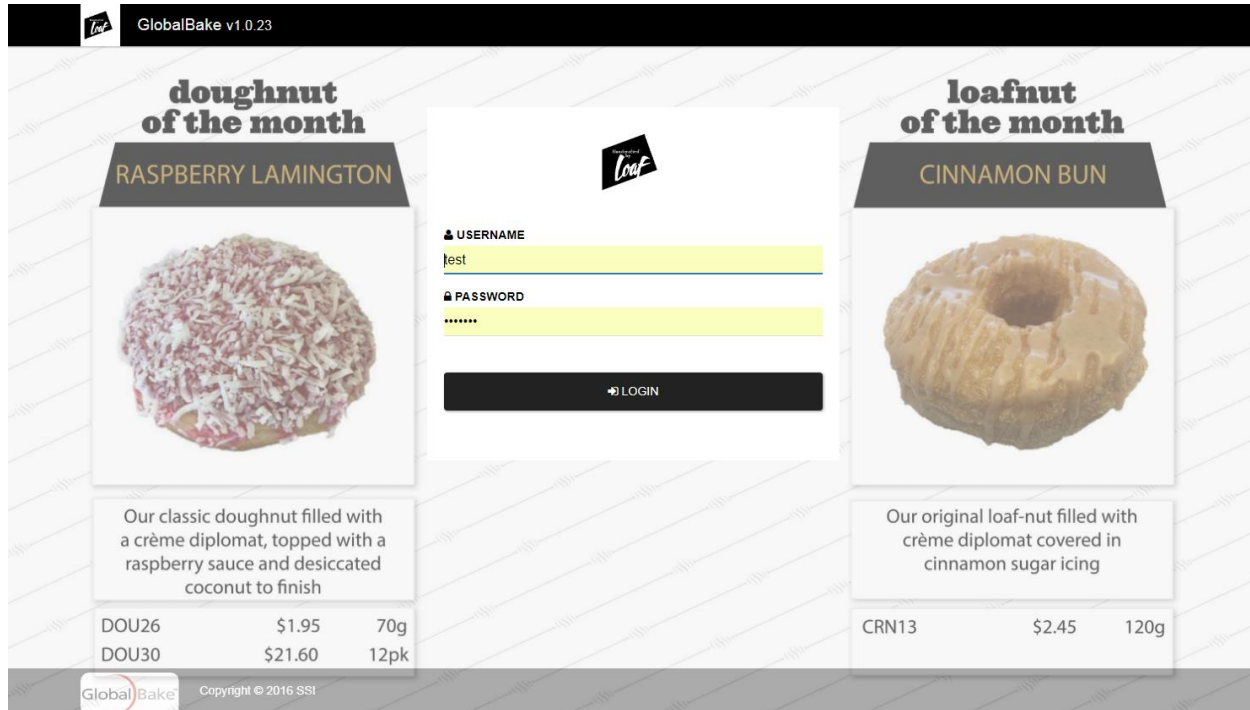 Loaf
GlobalBake v1.0.23
doughnut
of the month
RASPBERRY LAMINGTON
Our classic doughnut filled with
a crème diplomat, topped with a
raspberry sauce and desiccated
coconut to finish
DOU26 $1.95 70g
DOU30 $21.60 12pk
Loaf
USERNAME
test
PASSWORD
•••••••
LOGIN
loafnut
of the month
CINNAMON BUN
Our original loaf-nut filled with
crème diplomat covered in
cinnamon sugar icing
CRN13 $2.45 120g
GlobalBake
Copyright © 2016 SSI